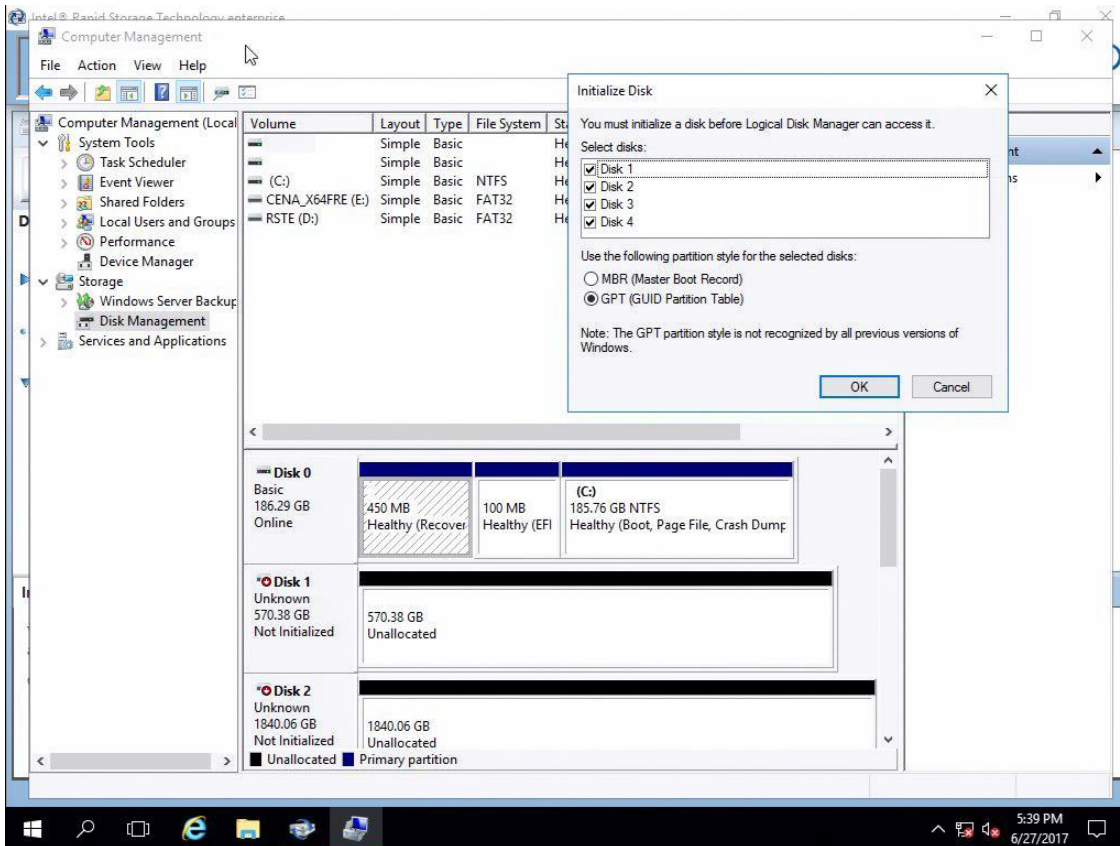 Intel® Rapid Storage Technology enterprise
Computer Management
File Action View Help
Computer Management (Local
System Tools
Task Scheduler
Event Viewer
Shared Folders
Local Users and Groups
Performance
Device Manager
Storage
Windows Server Backup
Disk Management
Services and Applications
Volume Layout Type File System
Simple Basic
Simple Basic
(C:) Simple Basic NTFS
CENA_X64FRE (E:) Simple Basic FAT32
RSTE (D:) Simple Basic FAT32
Initialize Disk
You must initialize a disk before Logical Disk Manager can access it.
Select disks:
Disk 1
Disk 2
Disk 3
Disk 4
Use the following partition style for the selected disks:
MBR (Master Boot Record)
GPT (GUID Partition Table)
Note: The GPT partition style is not recognized by all previous versions of
Windows.
OK Cancel
Disk 0
Basic
186.29 GB
Online
450 MB
Healthy (Recover
100 MB
Healthy (EFI
(C:)
185.76 GB NTFS
Healthy (Boot, Page File, Crash Dump
Disk 1
Unknown
570.38 GB
Not Initialized
570.38 GB
Unallocated
Disk 2
Unknown
1840.06 GB
Not Initialized
1840.06 GB
Unallocated
Unallocated Primary partition
5:39 PM
6/27/2017